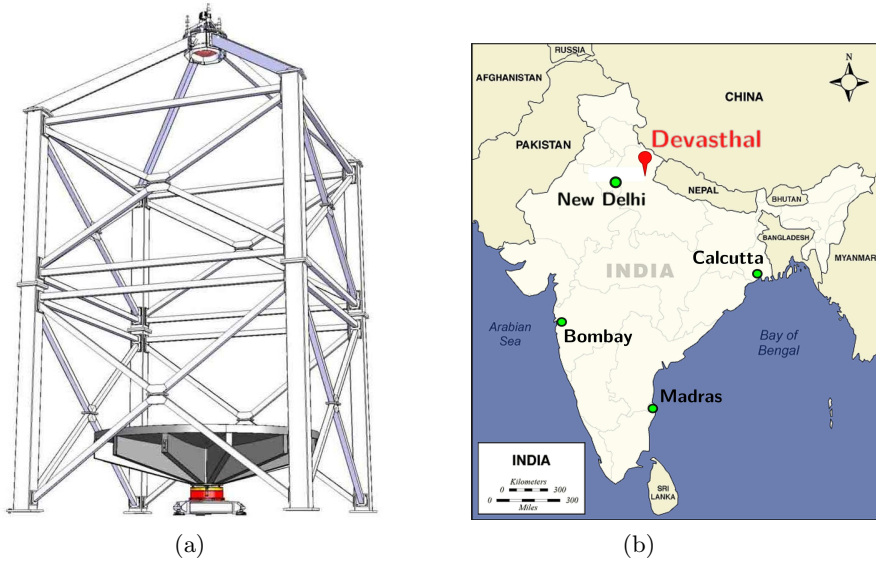 RUSSIA
AFGHANISTAN
N
CHINA
PAKISTAN
Devasthal
New Delhi
NEPAL
BHUTAN
BANGLADESH
Calcutta
INDIA
MYANMAR
Arabian
Sea
Bombay
Bay of
Bengal
Madras
INDIA
Kilometers
0 300
0 300
Miles
SRI
LANKA
(a)
(b)